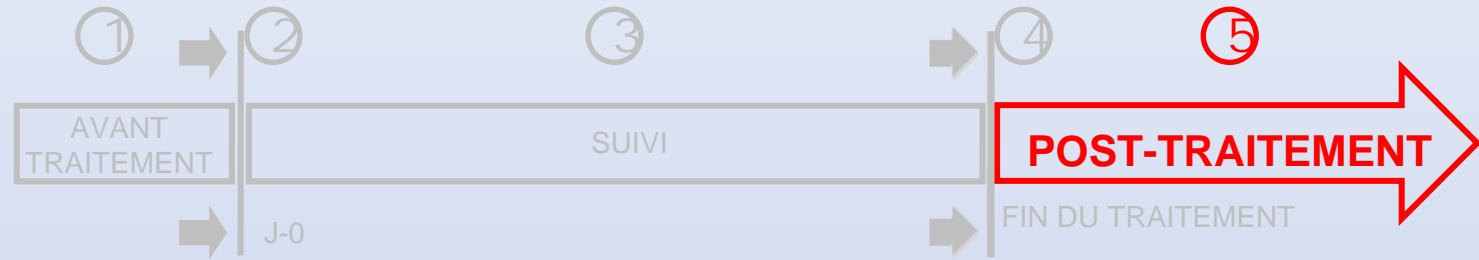 1
2
3
4
5
AVANT
TRAITEMENT
SUIVI
POST-TRAITEMENT
J-0
FIN DU TRAITEMENT